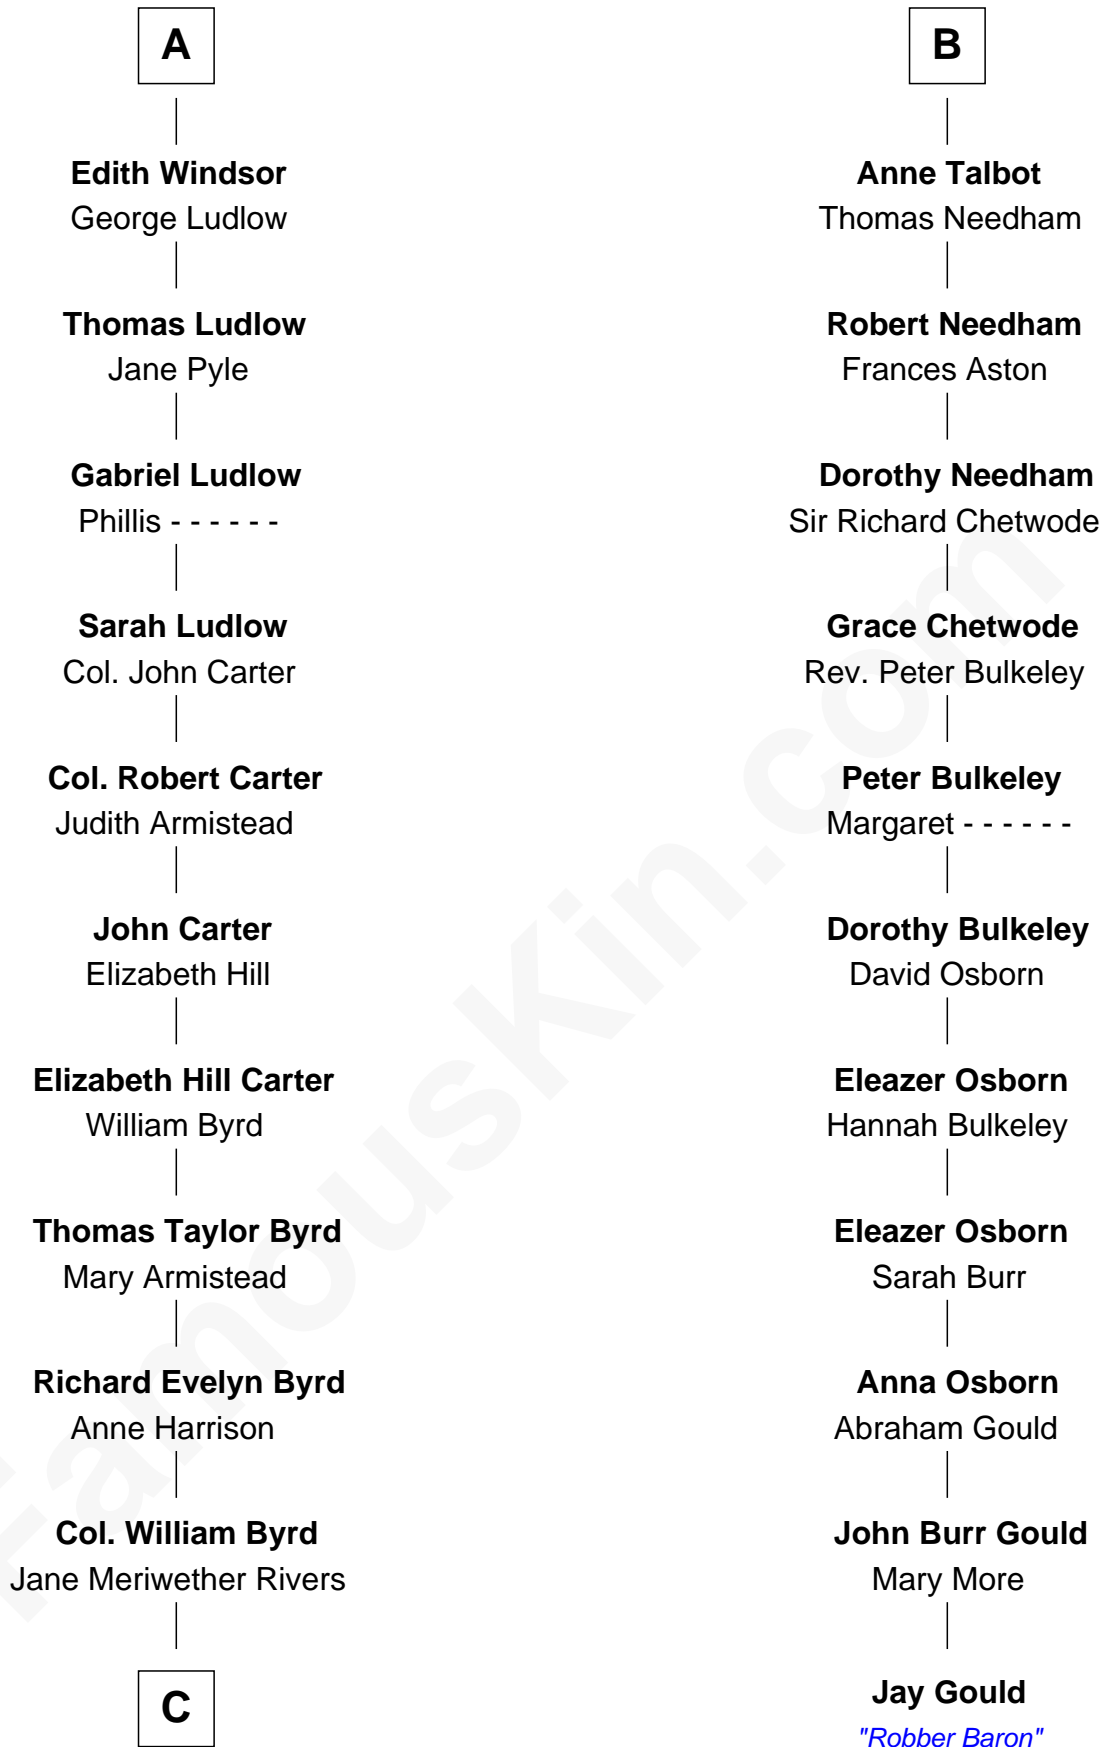 A
Edith Windsor
George Ludlow
Thomas Ludlow
Jane Pyle
Gabriel Ludlow
Phillis - - - - - -
Sarah Ludlow
Col. John Carter
Col. Robert Carter
Judith Armistead
John Carter
Elizabeth Hill
Elizabeth Hill Carter
William Byrd
Thomas Taylor Byrd
Mary Armistead
Richard Evelyn Byrd
Anne Harrison
Col. William Byrd
Jane Meriwether Rivers
C
B
Anne Talbot
Thomas Needham
Robert Needham
Frances Aston
Dorothy Needham
Sir Richard Chetwode
Grace Chetwode
Rev. Peter Bulkeley
Peter Bulkeley
Margaret - - - - - -
Dorothy Bulkeley
David Osborn
Eleazer Osborn
Hannah Bulkeley
Eleazer Osborn
Sarah Burr
Anna Osborn
Abraham Gould
John Burr Gould
Mary More
Jay Gould
"Robber Baron"
FamousKin.com